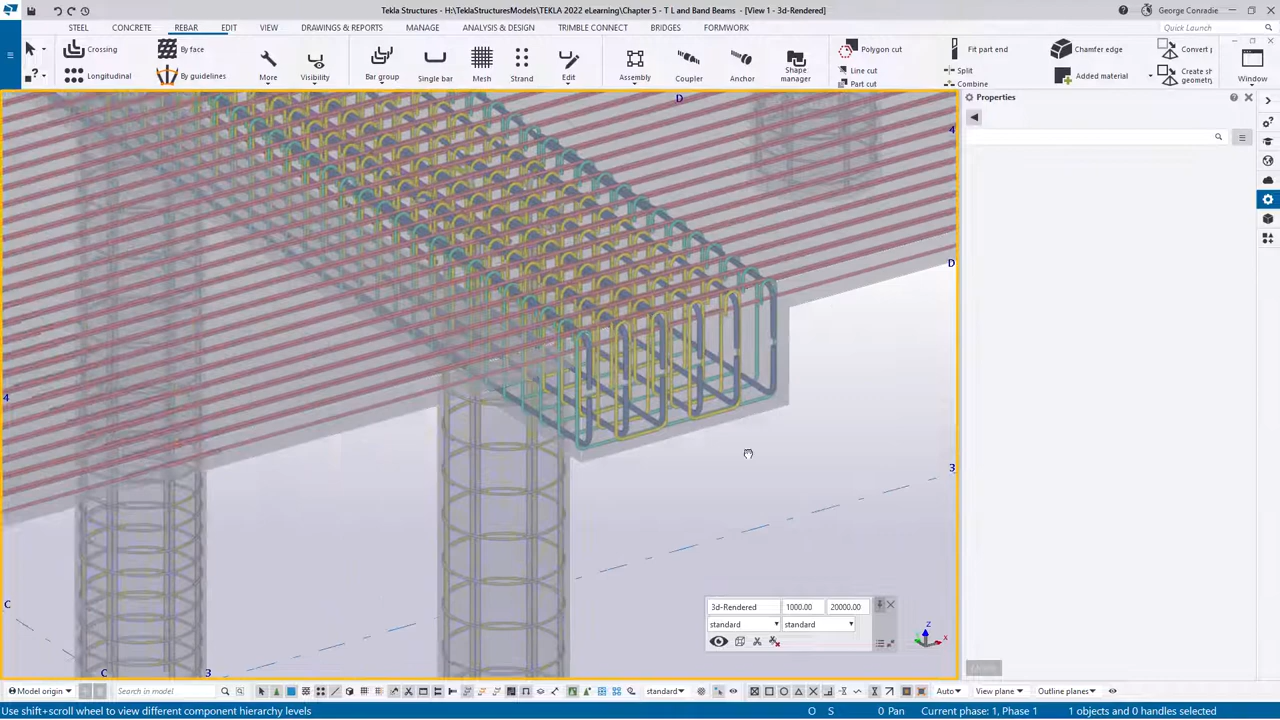 Tekla Structures - H:\TeklaStructuresModels\TEKLA 2022 eLearning\Chapter 5 - T L and Band Beams - [View 1 - 3d-Rendered]
George Conradie
STEEL CONCRETE REBAR EDIT VIEW DRAWINGS & REPORTS MANAGE ANALYSIS & DESIGN TRIMBLE CONNECT BRIDGES FORMWORK
Quick Launch
Crossing
Longitudinal
By face
By guidelines
More
Visibility
Bar group
Single bar
Mesh
Strand
Edit
Assembly
Coupler
Anchor
Shape manager
Polygon cut
Line cut
Part cut
Fit part end
Split
Combine
Chamfer edge
Added material
Convert
Create sh
geometry
Window
Properties
D
4
D
4
3
C
C
3
3d-Rendered 1000.00 20000.00
standard standard
Z
x
Model origin
Search in model
standard
Auto
View plane
Outline planes
Use shift+scroll wheel to view different component hierarchy levels
O S 0 Pan Current phase: 1, Phase 1 1 objects and 0 handles selected